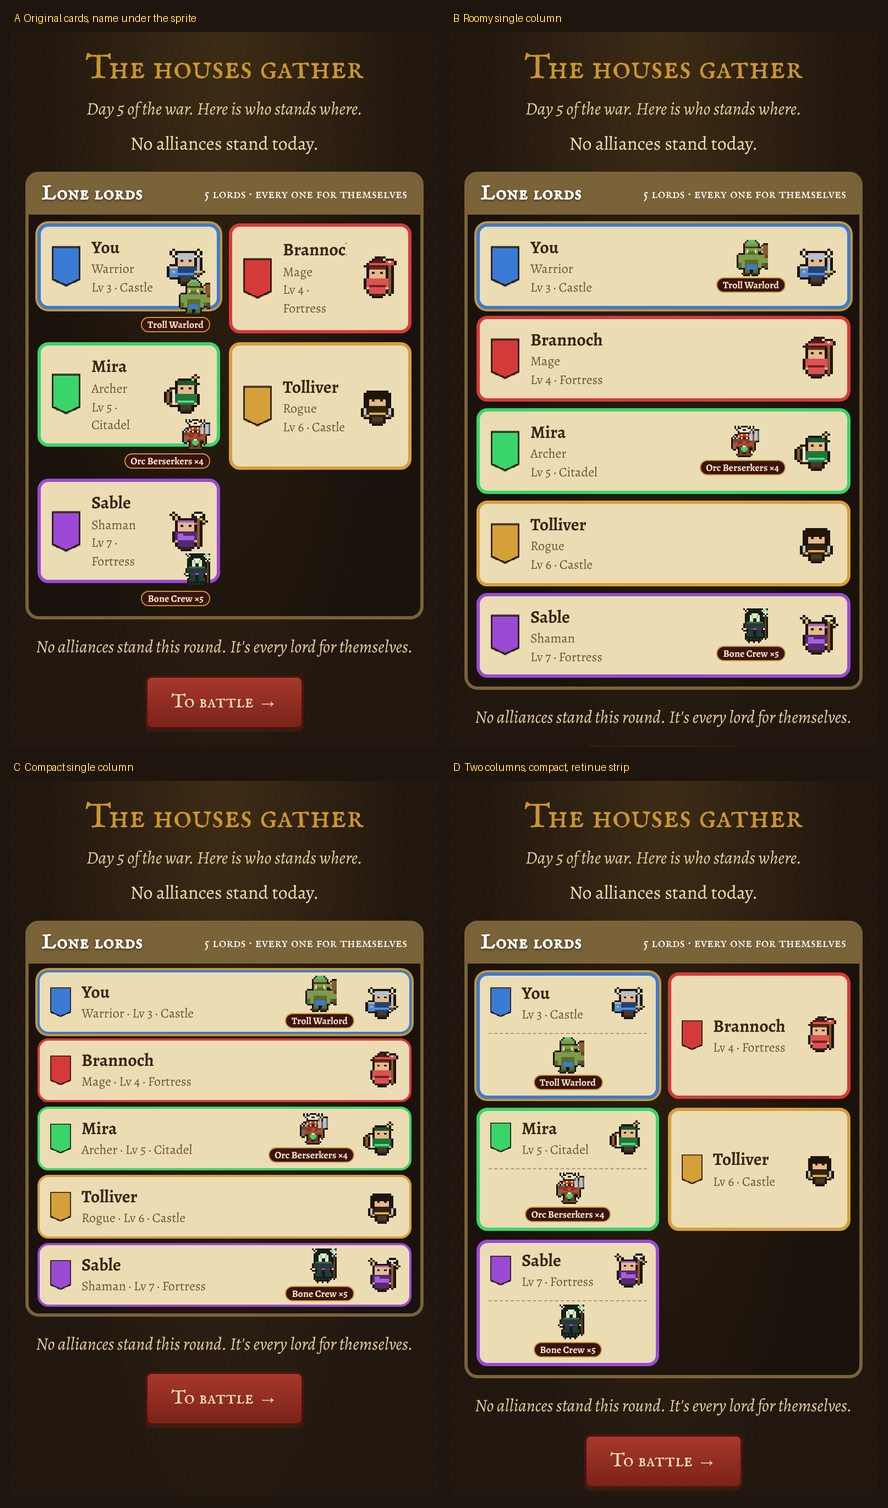 A Original cards, name under the sprite
The houses gather
Day 5 of the war. Here is who stands where.
No alliances stand today.
Lone lords
5 lords · every one for themselves
You
Warrior
Lv 3 · Castle
Troll Warlord
Brannoc
Mage
Lv 4 ·
Fortress
Mira
Archer
Lv 5 ·
Citadel
Orc Berserkers ×4
Tolliver
Rogue
Lv 6 · Castle
Sable
Shaman
Lv 7 ·
Fortress
Bone Crew ×5
No alliances stand this round. It's every lord for themselves.
To battle →
B Roomy single column
The houses gather
Day 5 of the war. Here is who stands where.
No alliances stand today.
Lone lords
5 lords · every one for themselves
You
Warrior
Lv 3 · Castle
Troll Warlord
Brannoch
Mage
Lv 4 · Fortress
Mira
Archer
Lv 5 · Citadel
Orc Berserkers ×4
Tolliver
Rogue
Lv 6 · Castle
Sable
Shaman
Lv 7 · Fortress
Bone Crew ×5
No alliances stand this round. It's every lord for themselves.
C Compact single column
The houses gather
Day 5 of the war. Here is who stands where.
No alliances stand today.
Lone lords
5 lords · every one for themselves
You
Warrior · Lv 3 · Castle
Troll Warlord
Brannoch
Mage · Lv 4 · Fortress
Mira
Archer · Lv 5 · Citadel
Orc Berserkers ×4
Tolliver
Rogue · Lv 6 · Castle
Sable
Shaman · Lv 7 · Fortress
Bone Crew ×5
No alliances stand this round. It's every lord for themselves.
To battle →
D Two columns, compact, retinue strip
The houses gather
Day 5 of the war. Here is who stands where.
No alliances stand today.
Lone lords
5 lords · every one for themselves
You
Lv 3 · Castle
Troll Warlord
Brannoch
Lv 4 · Fortress
Mira
Lv 5 · Citadel
Orc Berserkers ×4
Tolliver
Lv 6 · Castle
Sable
Lv 7 · Fortress
Bone Crew ×5
No alliances stand this round. It's every lord for themselves.
To battle →